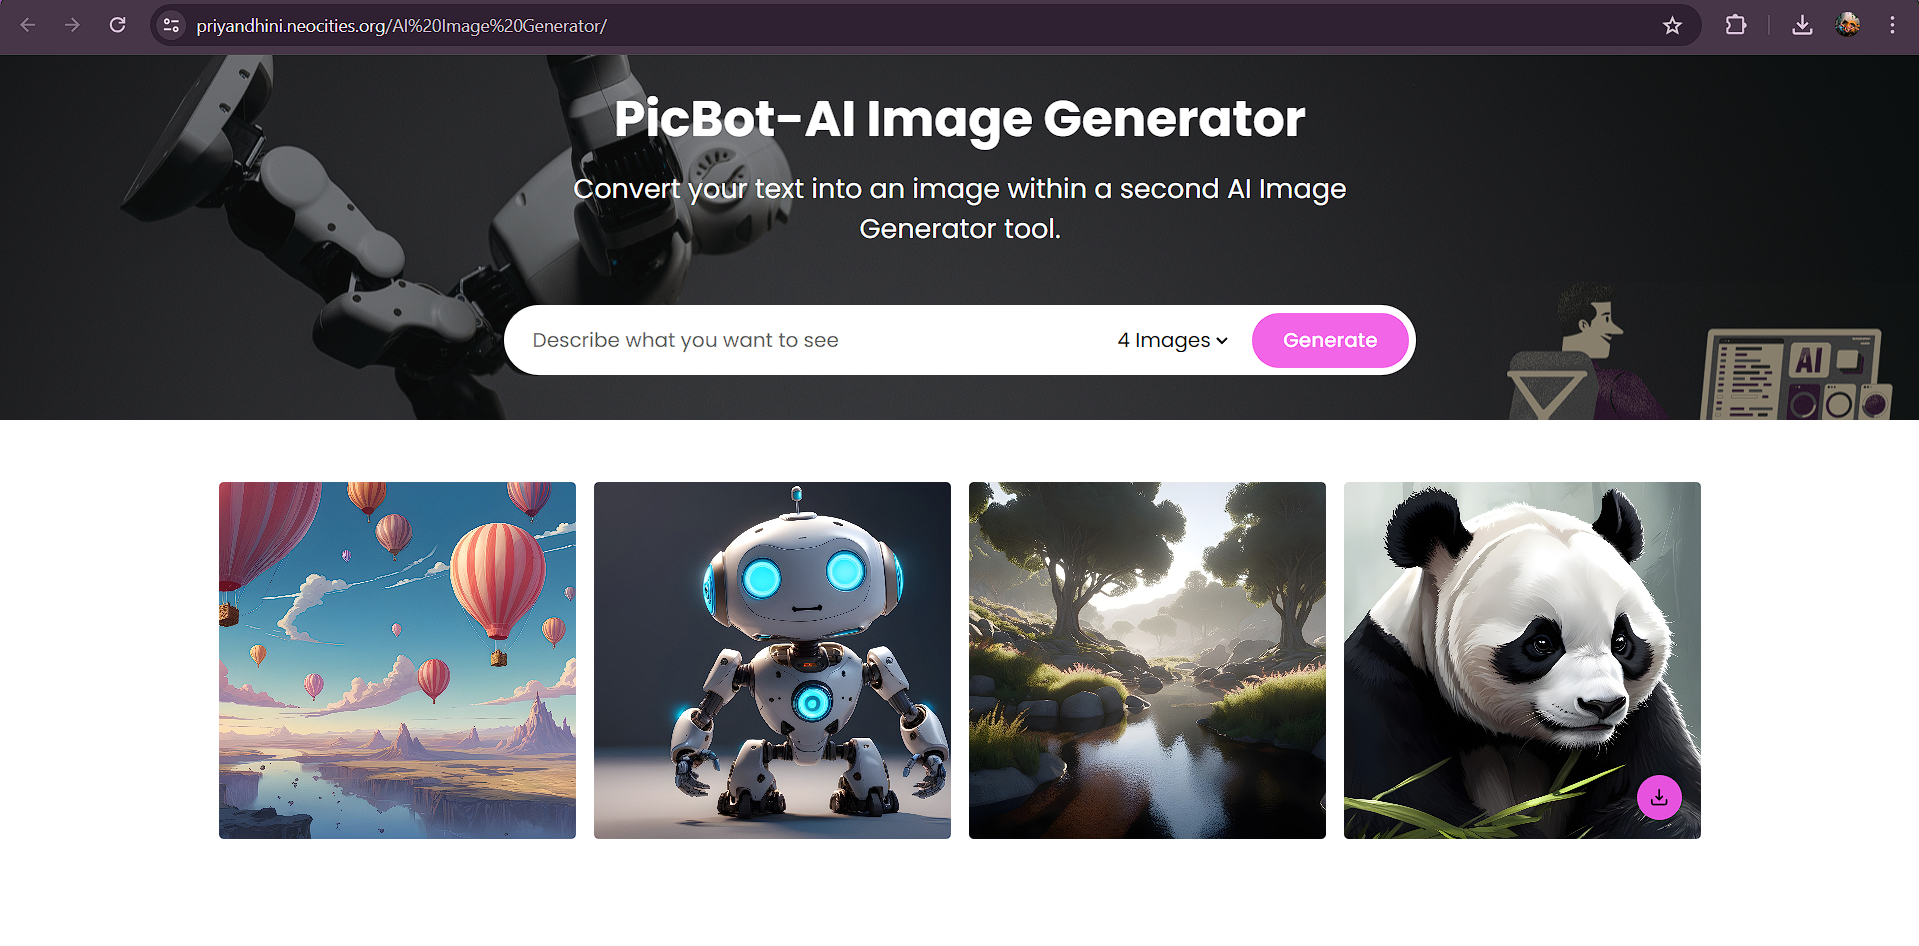 priyandhini.neocities.org/AI%20Image%20Generator/
PicBot-AI Image Generator
Convert your text into an image within a second AI Image
Generator tool.
Describe what you want to see
4 Images
Generate
AI